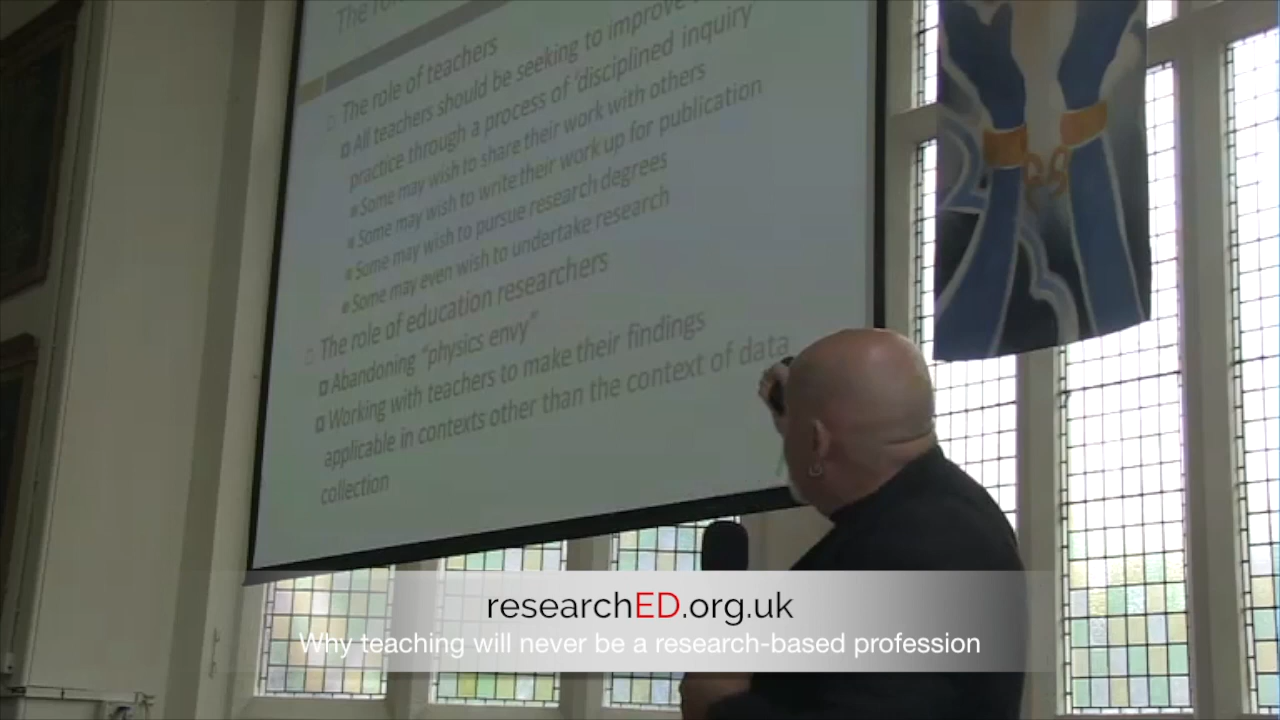 The role of teachers
All teachers should be seeking to improve
practice through a process of 'disciplined inquiry
Some may wish to share their work with others
Some may wish to write their work up for publication
Some may wish to pursue research degrees
Some may even wish to undertake research
The role of education researchers
Abandoning “physics envy”
Working with teachers to make their findings
applicable in contexts other than the context of data
collection
researchED.org.uk
Why teaching will never be a research-based profession